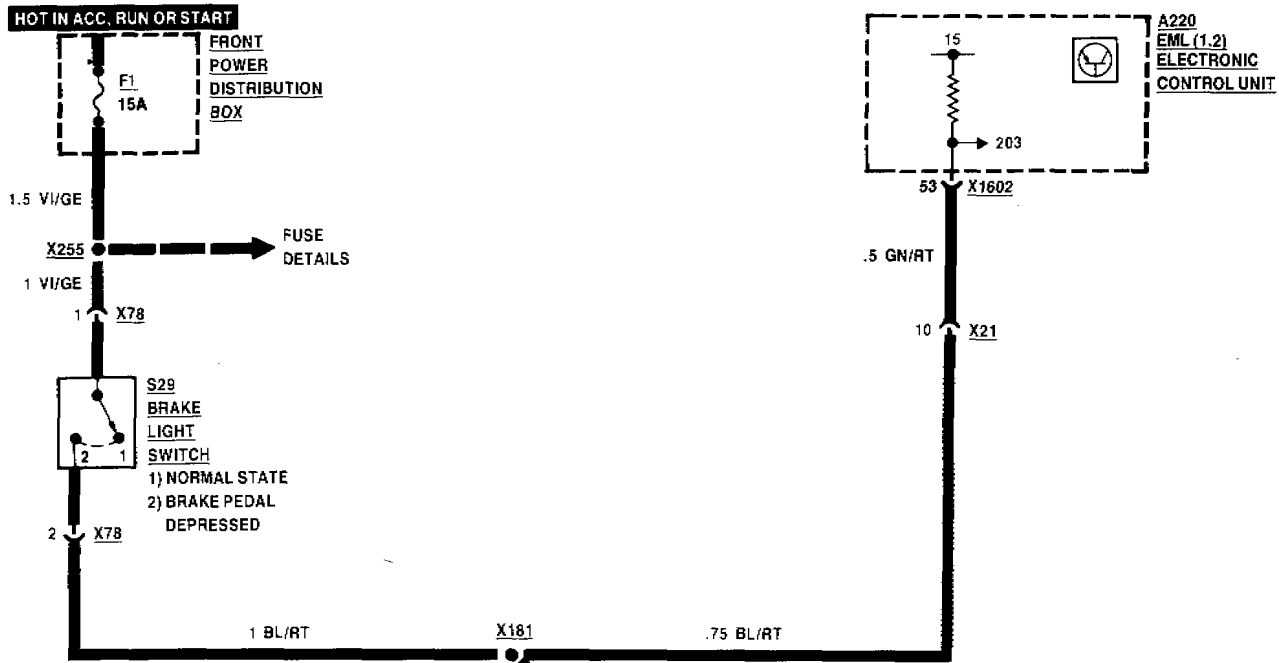 HOT IN ACC, RUN OR START
FRONT
POWER
DISTRIBUTION
BOX
F1
15A
1.5 VI/GE
X255
FUSE
DETAILS
1 VI/GE
1 X78
S29
BRAKE
LIGHT
SWITCH
1) NORMAL STATE
2) BRAKE PEDAL
DEPRESSED
2 1
2 X78
1 BL/RT
X181
.75 BL/RT
A220
EML (1.2)
ELECTRONIC
CONTROL UNIT
15
203
53 X1602
.5 GN/RT
10 X21